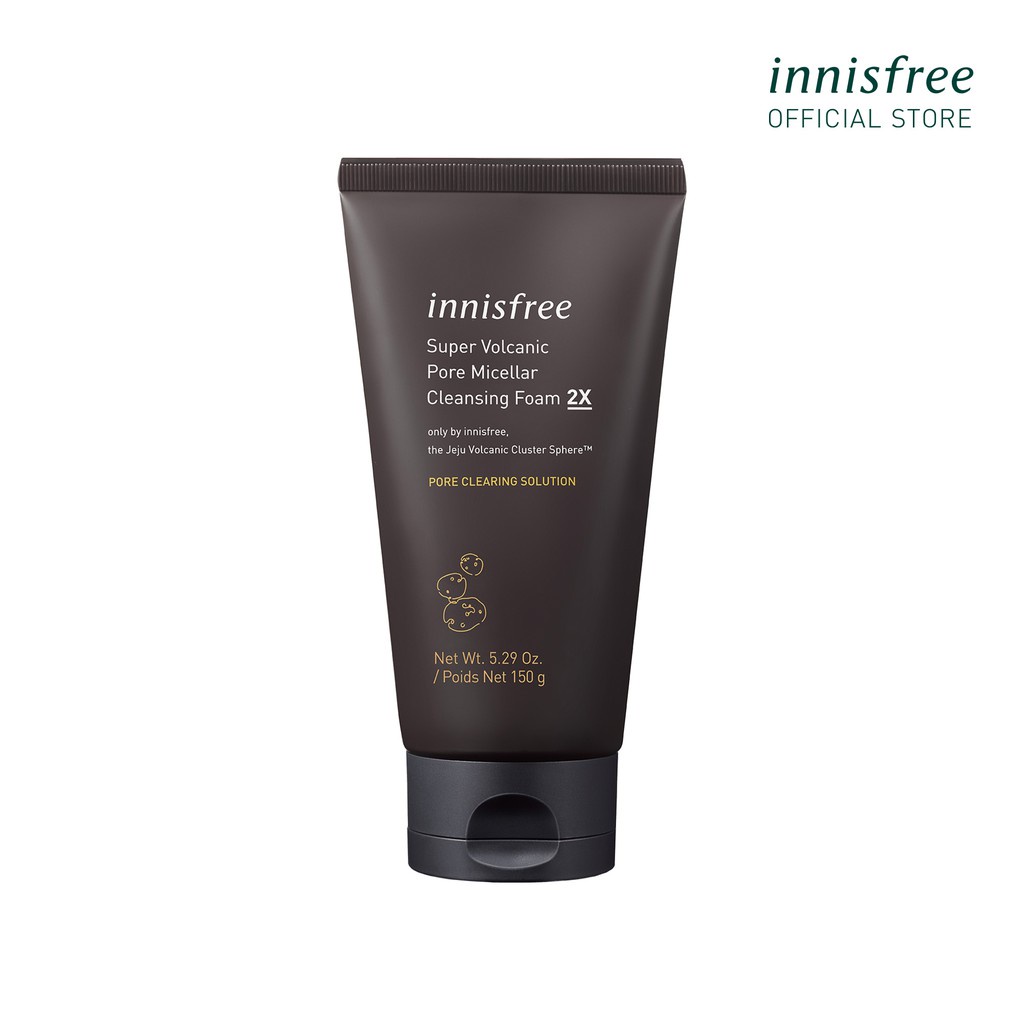 innisfree
OFFICIAL STORE
innisfree
Super Volcanic
Pore Micellar
Cleansing Foam 2X
only by innisfree,
the Jeju Volcanic Cluster Sphere™
PORE CLEARING SOLUTION
Net Wt. 5.29 Oz.
/ Poids Net 150 g